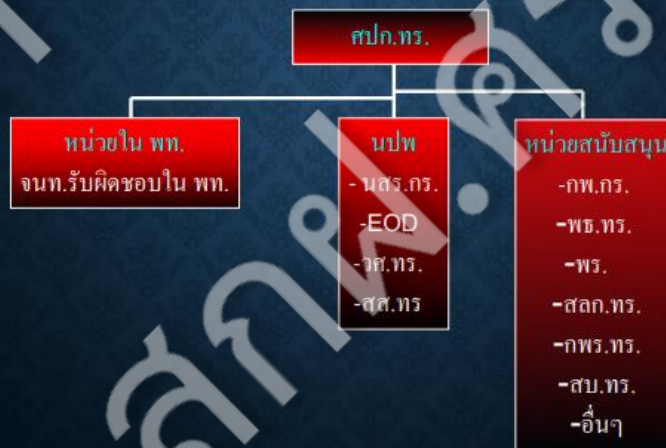 ศปก.ทร.
หน่วยใน พท.
จนท.รับผิดชอบใน พท.
นปพ
- นสร.กร.
-EOD
-วศ.ทร.
-สส.ทร
หน่วยสนับสนุน
-กพ.กร.
-พธ.ทร.
-พร.
-สลก.ทร.
-กพร.ทร.
-สบ.ทร.
-อื่นๆ